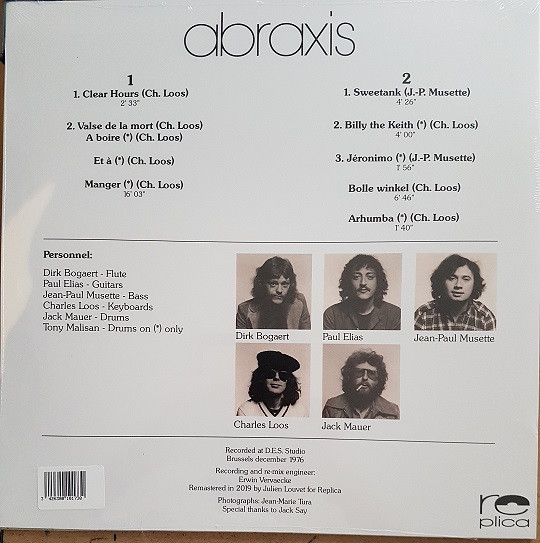 abraxis
1
1. Clear Hours (Ch. Loos)
2' 33"
2. Valse de la mort (Ch. Loos)
A boire (*) (Ch. Loos)
Et à (*) (Ch. Loos)
Manger (*) (Ch. Loos)
16' 03"
2
1. Sweetank (J.-P. Musette)
4' 26"
2. Billy the Keith (*) (Ch. Loos)
4' 00"
3. Jéronimo (*) (J.-P. Musette)
1' 56"
Bolle winkel (Ch. Loos)
6' 46"
Arhumba (*) (Ch. Loos)
1' 40"
Personnel:
Dirk Bogaert - Flute
Paul Elias - Guitars
Jean-Paul Musette - Bass
Charles Loos - Keyboards
Jack Mauer - Drums
Tony Malisan - Drums on (*) only
Dirk Bogaert
Paul Elias
Jean-Paul Musette
Charles Loos
Jack Mauer
Recorded at D.E.S. Studio
Brussels december 1976
Recording and re-mix engineer:
Erwin Vervaecke
Remastered in 2019 by Julien Louvet for Replica
Photographs: Jean-Marie Tura
Special thanks to Jack Say
re
plica